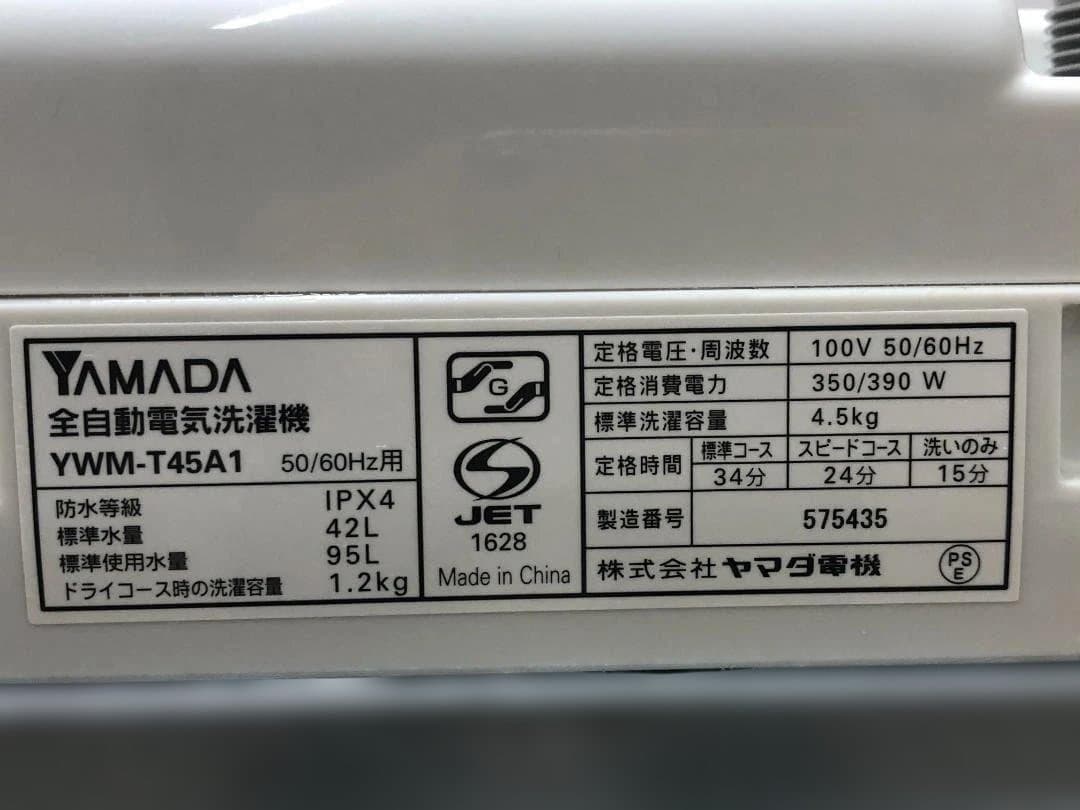 YAMADA
全自動電気洗濯機
YWM-T45A1 50/60Hz用
防水等級 IPX4
標準水量 42L
標準使用水量 95L
ドライコース時の洗濯容量 1.2kg
G
S
JET
1628
Made in China
定格電圧・周波数 100V 50/60Hz
定格消費電力 350/390 W
標準洗濯容量 4.5kg
定格時間 標準コース スピードコース 洗いのみ
34分 24分 15分
製造番号 575435
株式会社ヤマダ電機 PS E